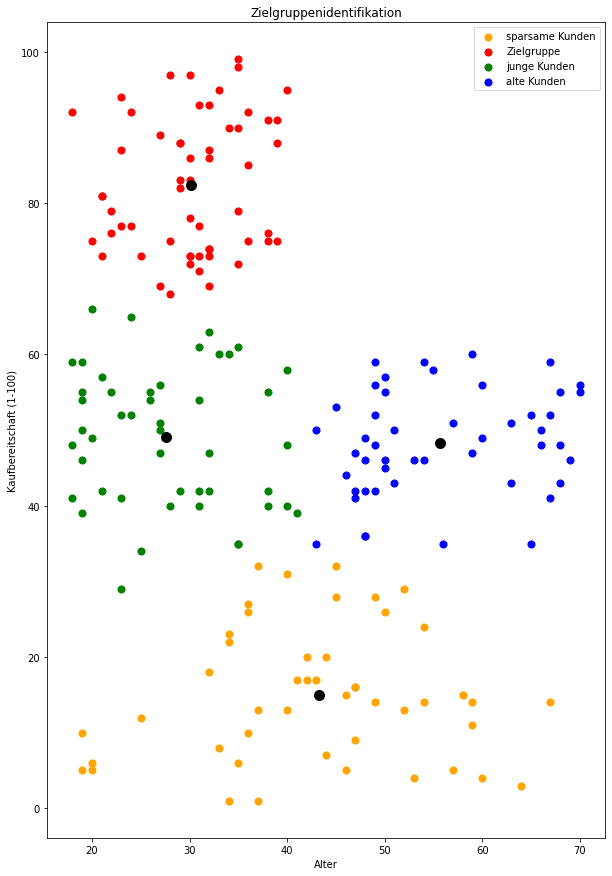 Zielgruppenidentifikation
sparsame Kunden
Zielgruppe
junge Kunden
alte Kunden
100
80
60
40
20
0
Kaufbereitschaft (1-100)
20
30
40
50
60
70
Alter